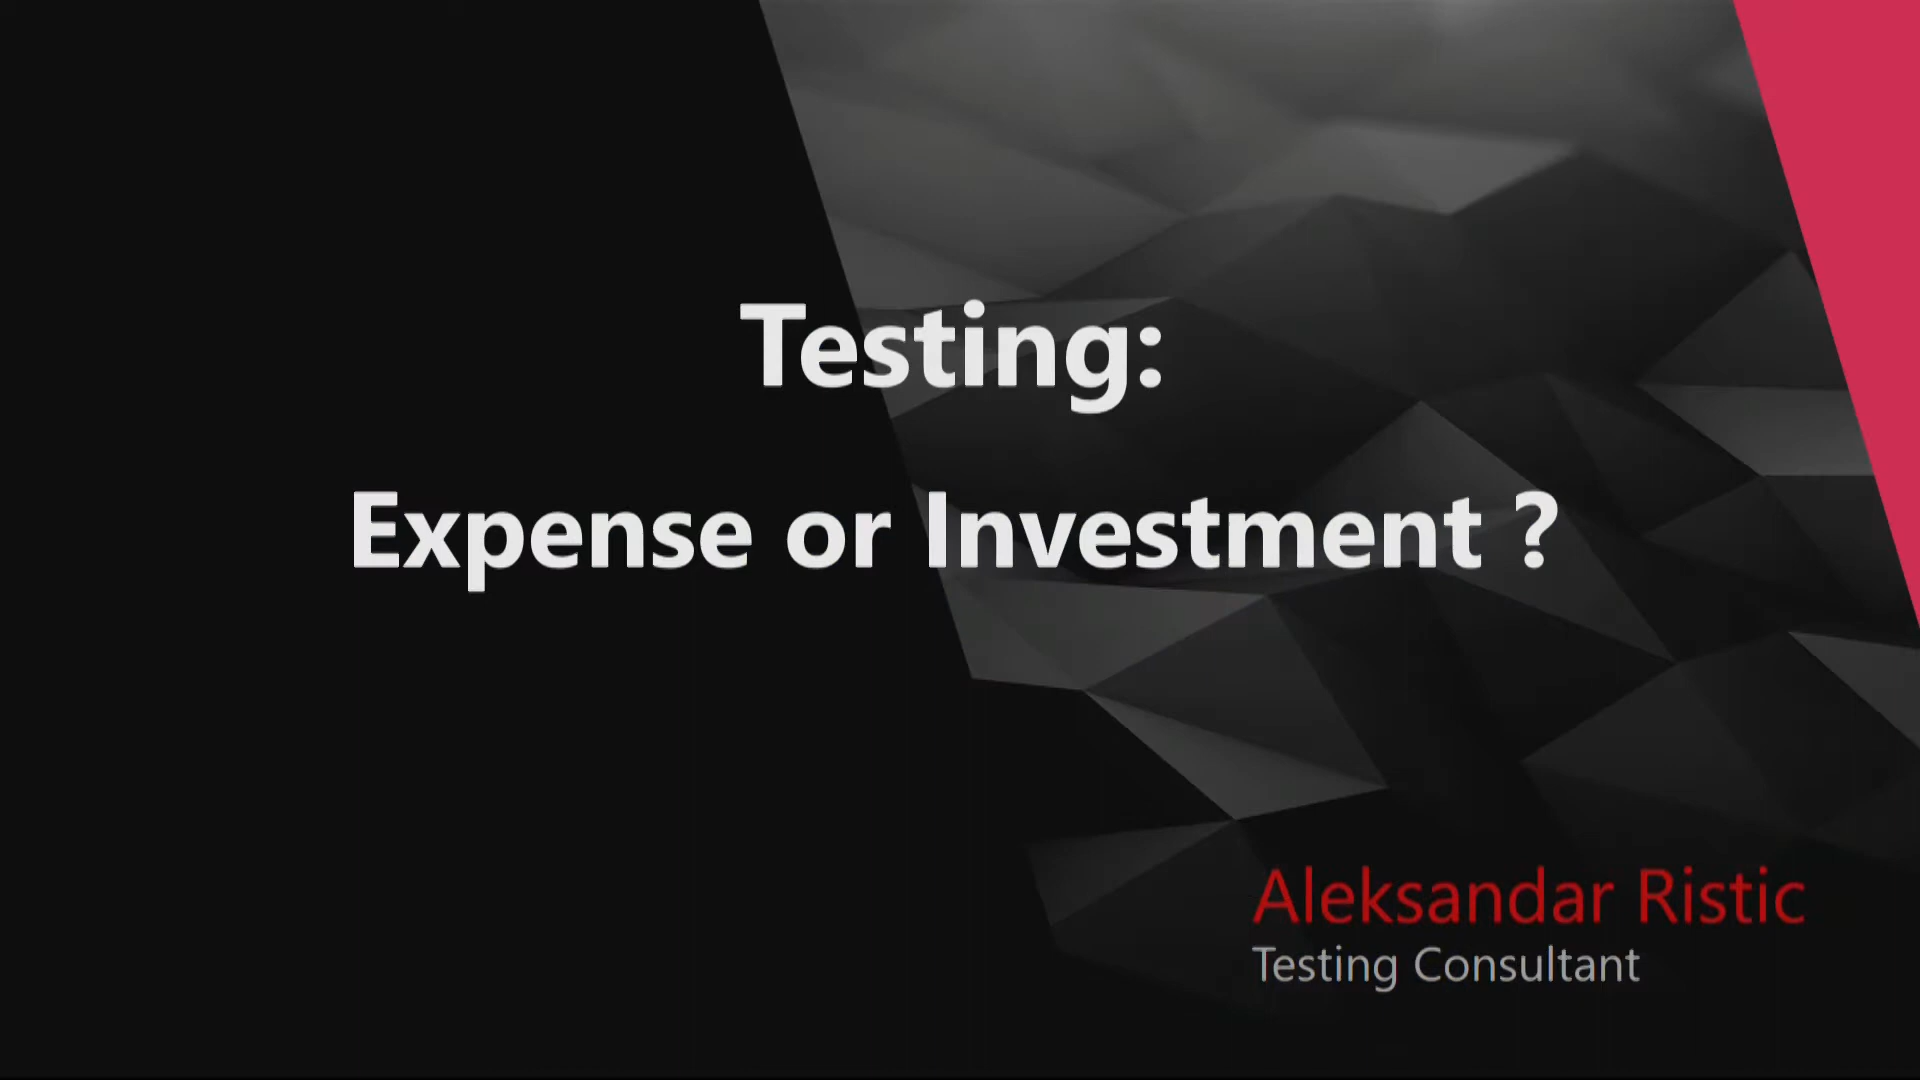 Testing:
Expense or Investment ?
Aleksandar Ristic
Testing Consultant